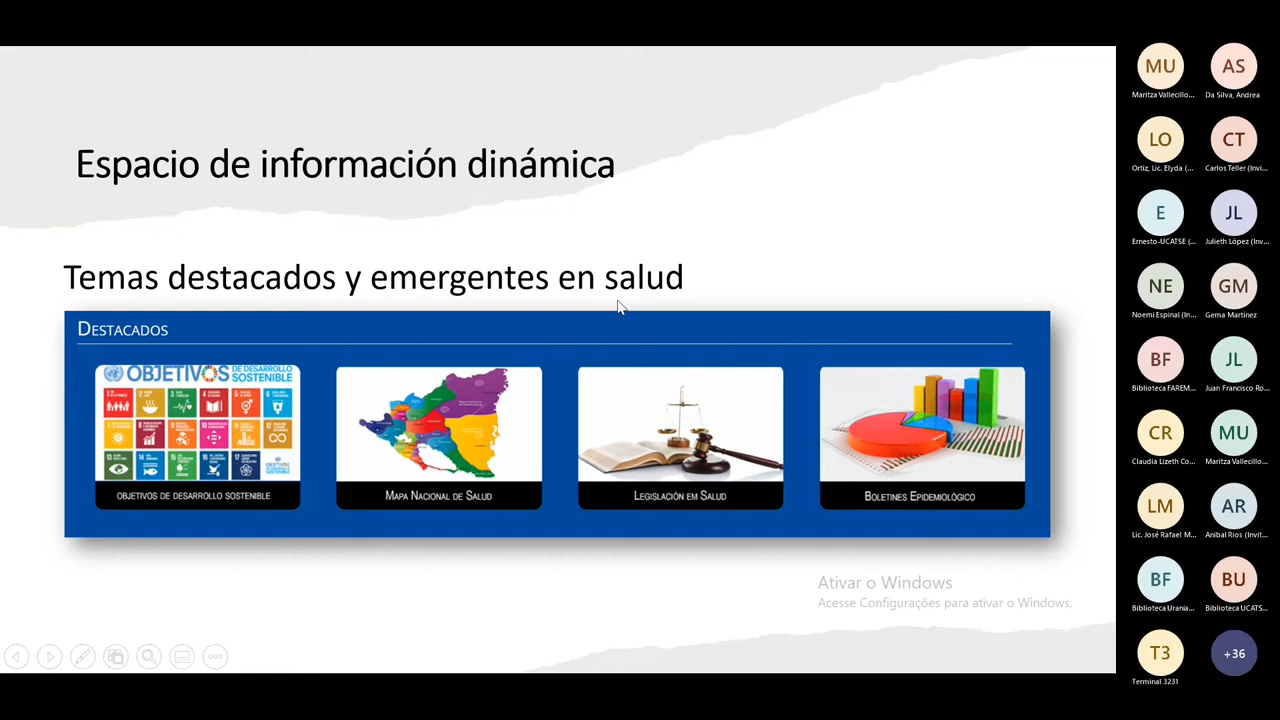 Espacio de información dinámica
Temas destacados y emergentes en salud
DESTACADOS
OBJETIVOS DE DESARROLLO SOSTENIBLE
OBJETIVOS DE DESARROLLO SOSTENIBLE
MAPA NACIONAL DE SALUD
LEGISLACIÓN EM SALUD
BOLETINES EPIDEMIOLÓGICO
Ativar o Windows
Acesse Configurações para ativar o Windows.
MU
Maritza Vallecillo...
AS
Da Silva, Andrea
LO
Ortiz, Lic. Elyda (...
CT
Carlos Teller (Invi...
E
Ernesto-UCATSE (...
JL
Julieth López (Inv...
NE
Noemi Espinal (In...
GM
Gema Martinez
BF
Biblioteca FAREM...
JL
Juan Francisco Ro...
CR
Claudia Lizeth Co...
MU
Maritza Vallecillo...
LM
Lic. José Rafael M...
AR
Anibal Rios (Invit...
BF
Biblioteca Urania...
BU
Biblioteca UCATS...
T3
Terminal 3231
+36